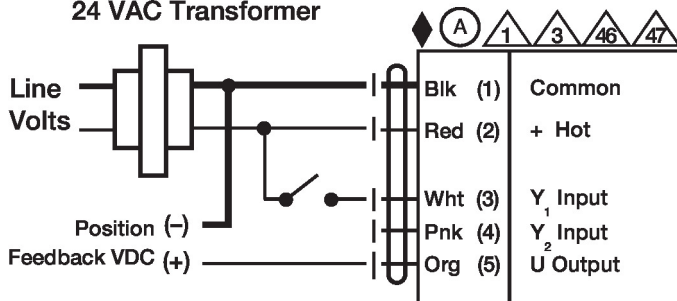 24 VAC Transformer
A 1 3 46 47
Line Volts
Blk (1) Common
Red (2) + Hot
Wht (3) Y1 Input
Position (–)
Pnk (4) Y2 Input
Feedback VDC (+)
Org (5) U Output